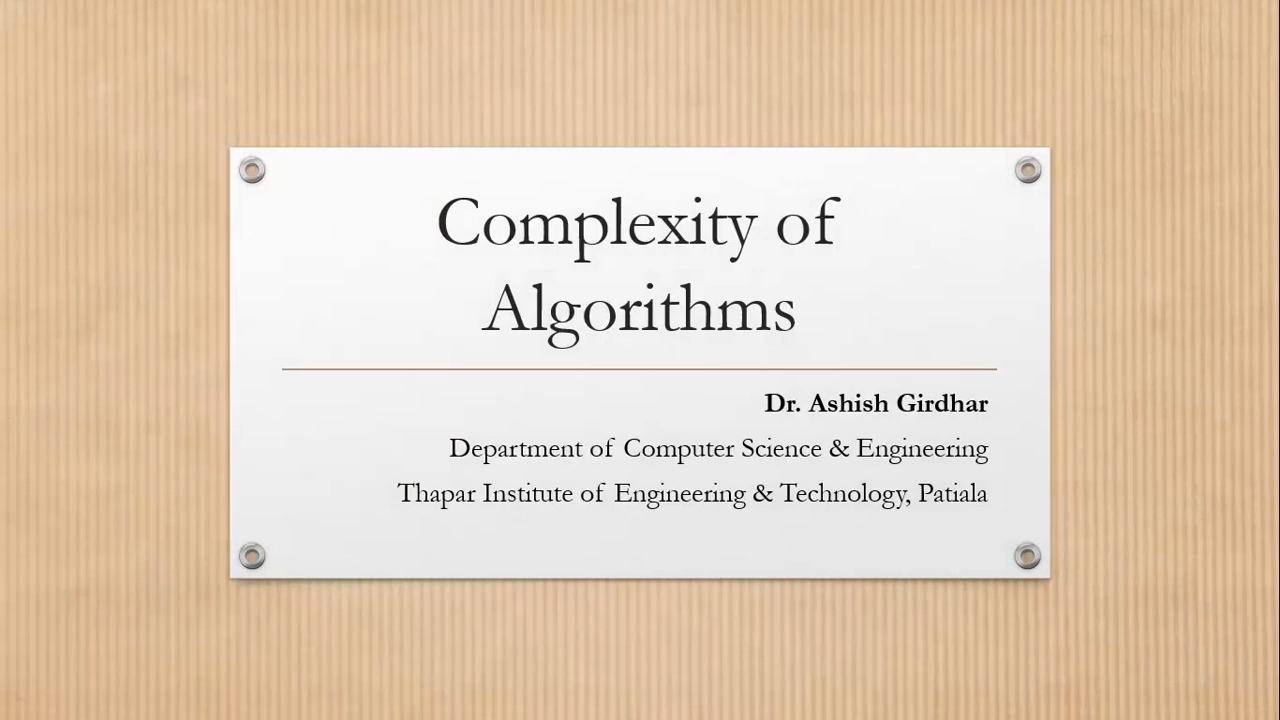 Complexity of
Algorithms
Dr. Ashish Girdhar
Department of Computer Science & Engineering
Thapar Institute of Engineering & Technology, Patiala